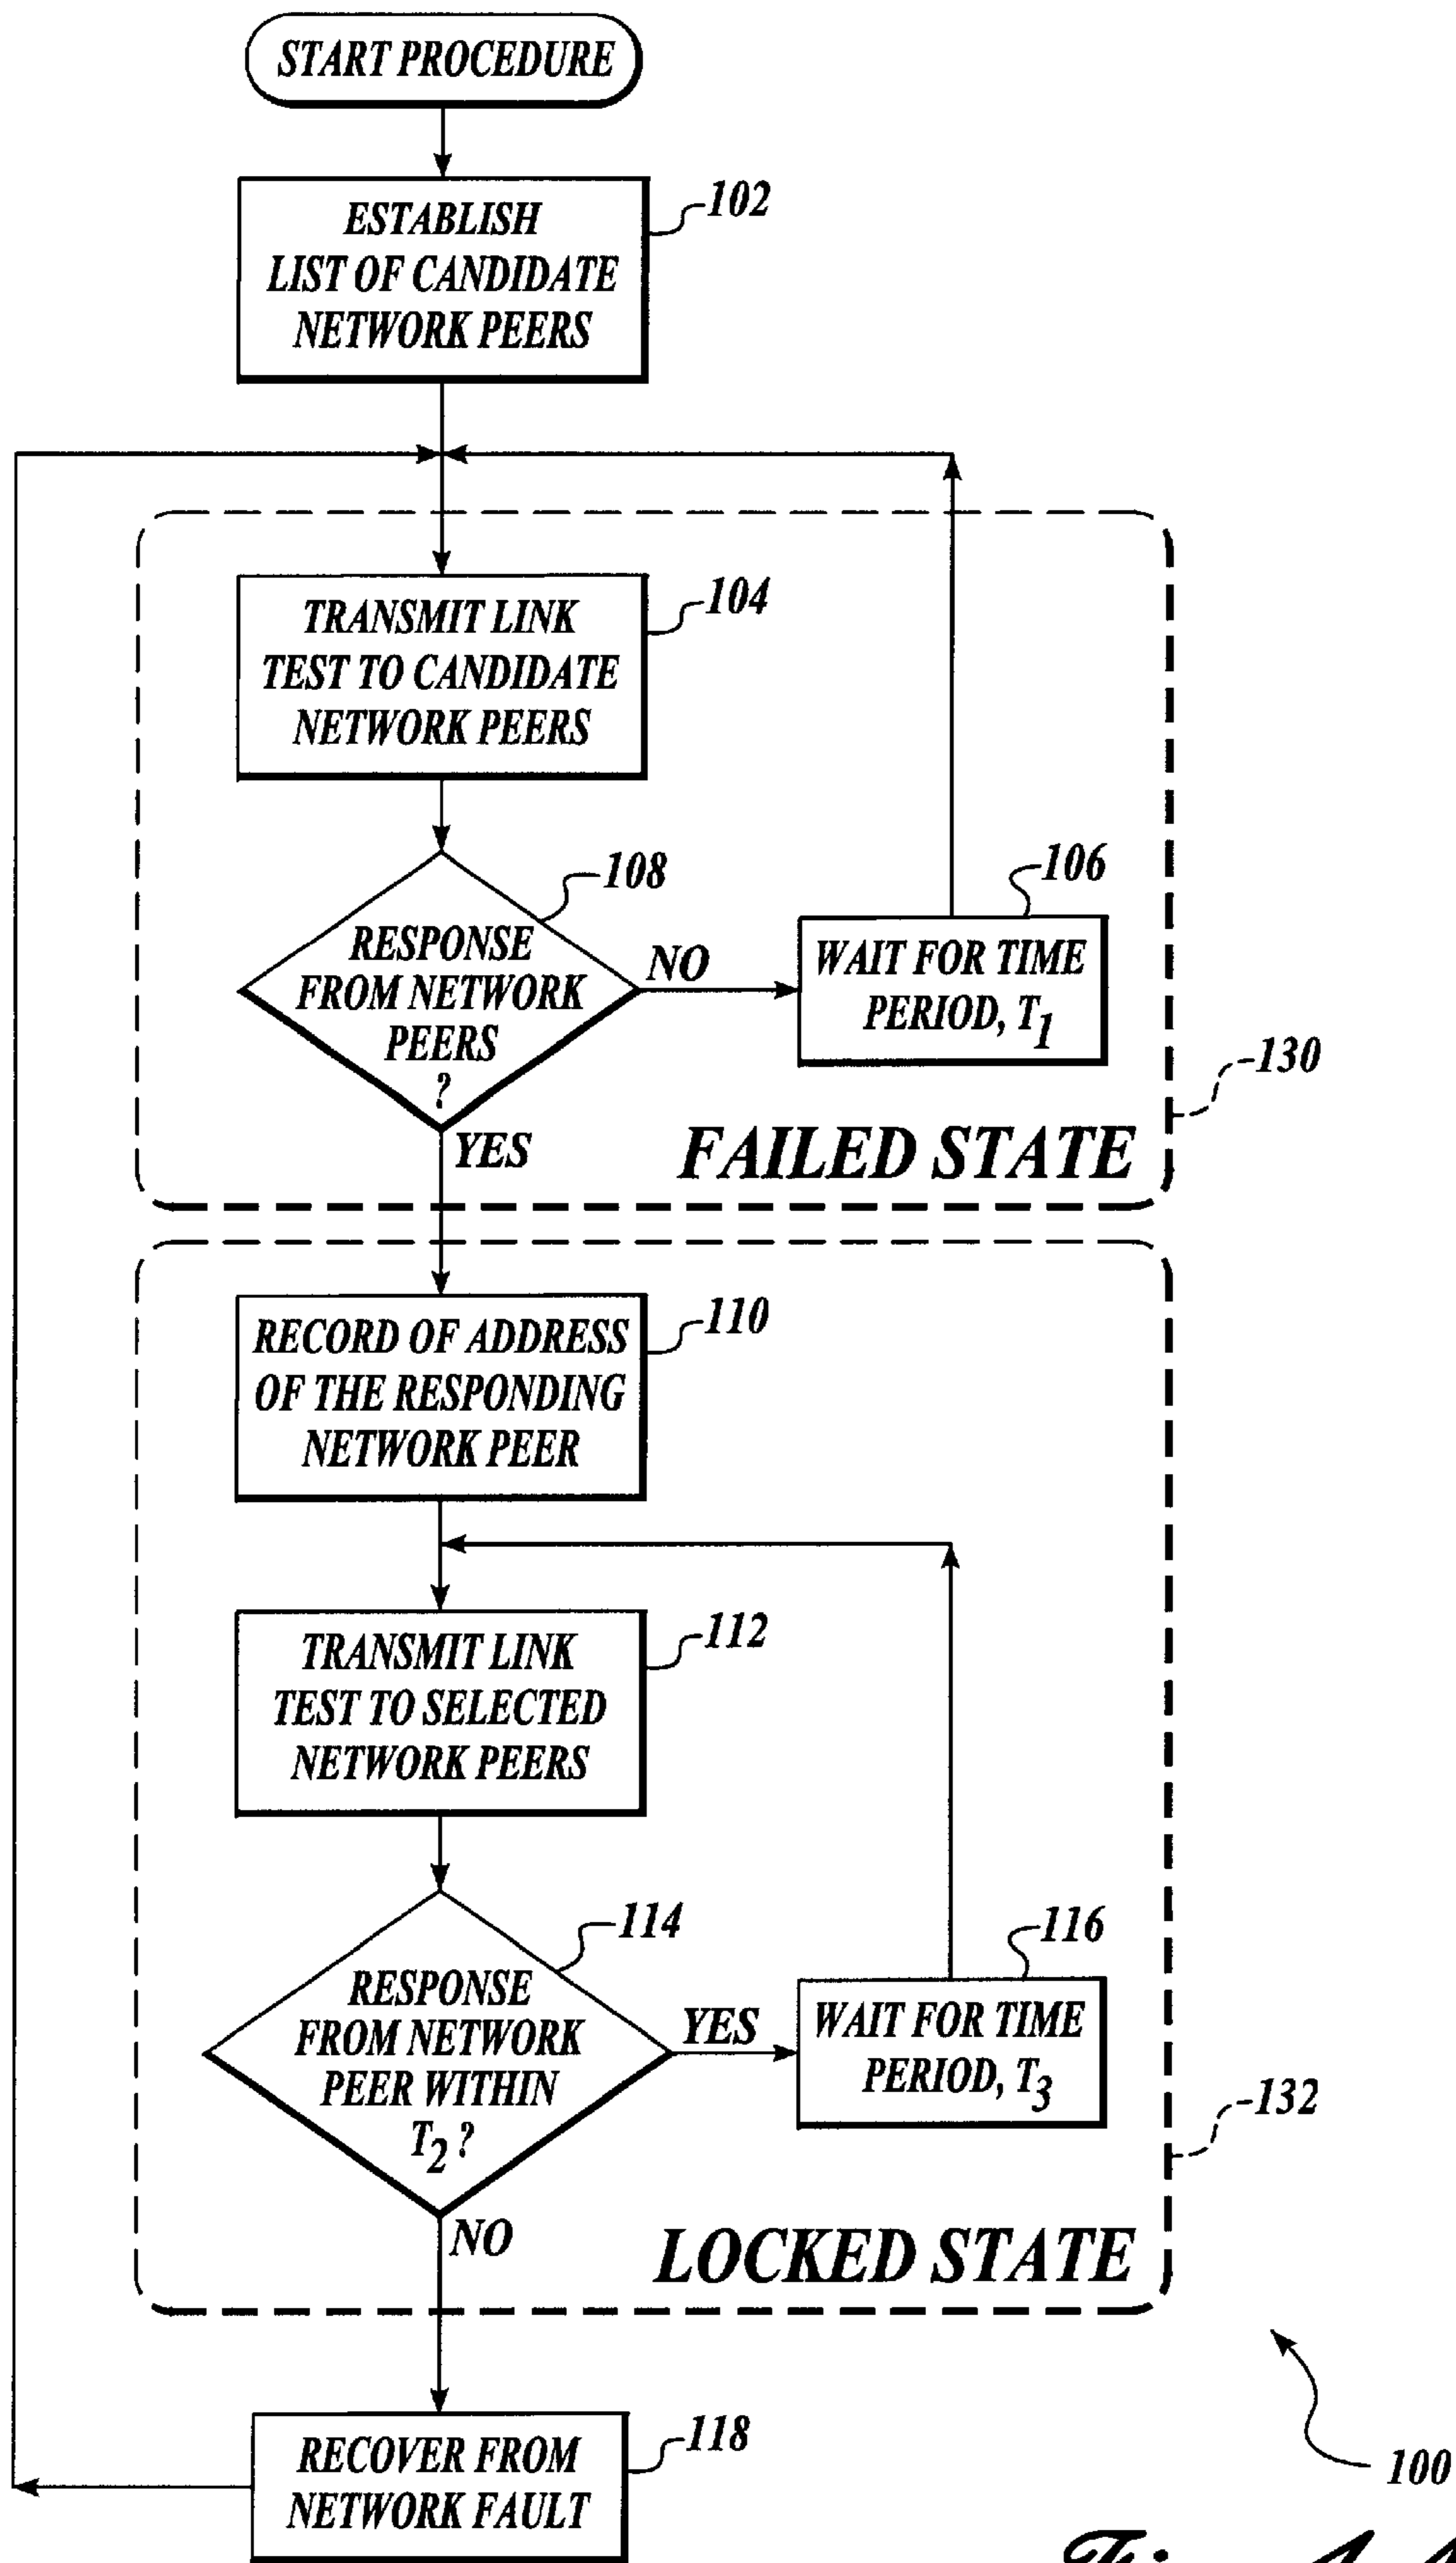 START PROCEDURE
102
ESTABLISH
LIST OF CANDIDATE
NETWORK PEERS
104
TRANSMIT LINK
TEST TO CANDIDATE
NETWORK PEERS
108
RESPONSE
FROM NETWORK
PEERS
?
NO
106
WAIT FOR TIME
PERIOD, T1
130
YES
FAILED STATE
110
RECORD OF ADDRESS
OF THE RESPONDING
NETWORK PEER
112
TRANSMIT LINK
TEST TO SELECTED
NETWORK PEERS
114
RESPONSE
FROM NETWORK
PEER WITHIN
T2 ?
YES
116
WAIT FOR TIME
PERIOD, T3
132
NO
LOCKED STATE
118
RECOVER FROM
NETWORK FAULT
100